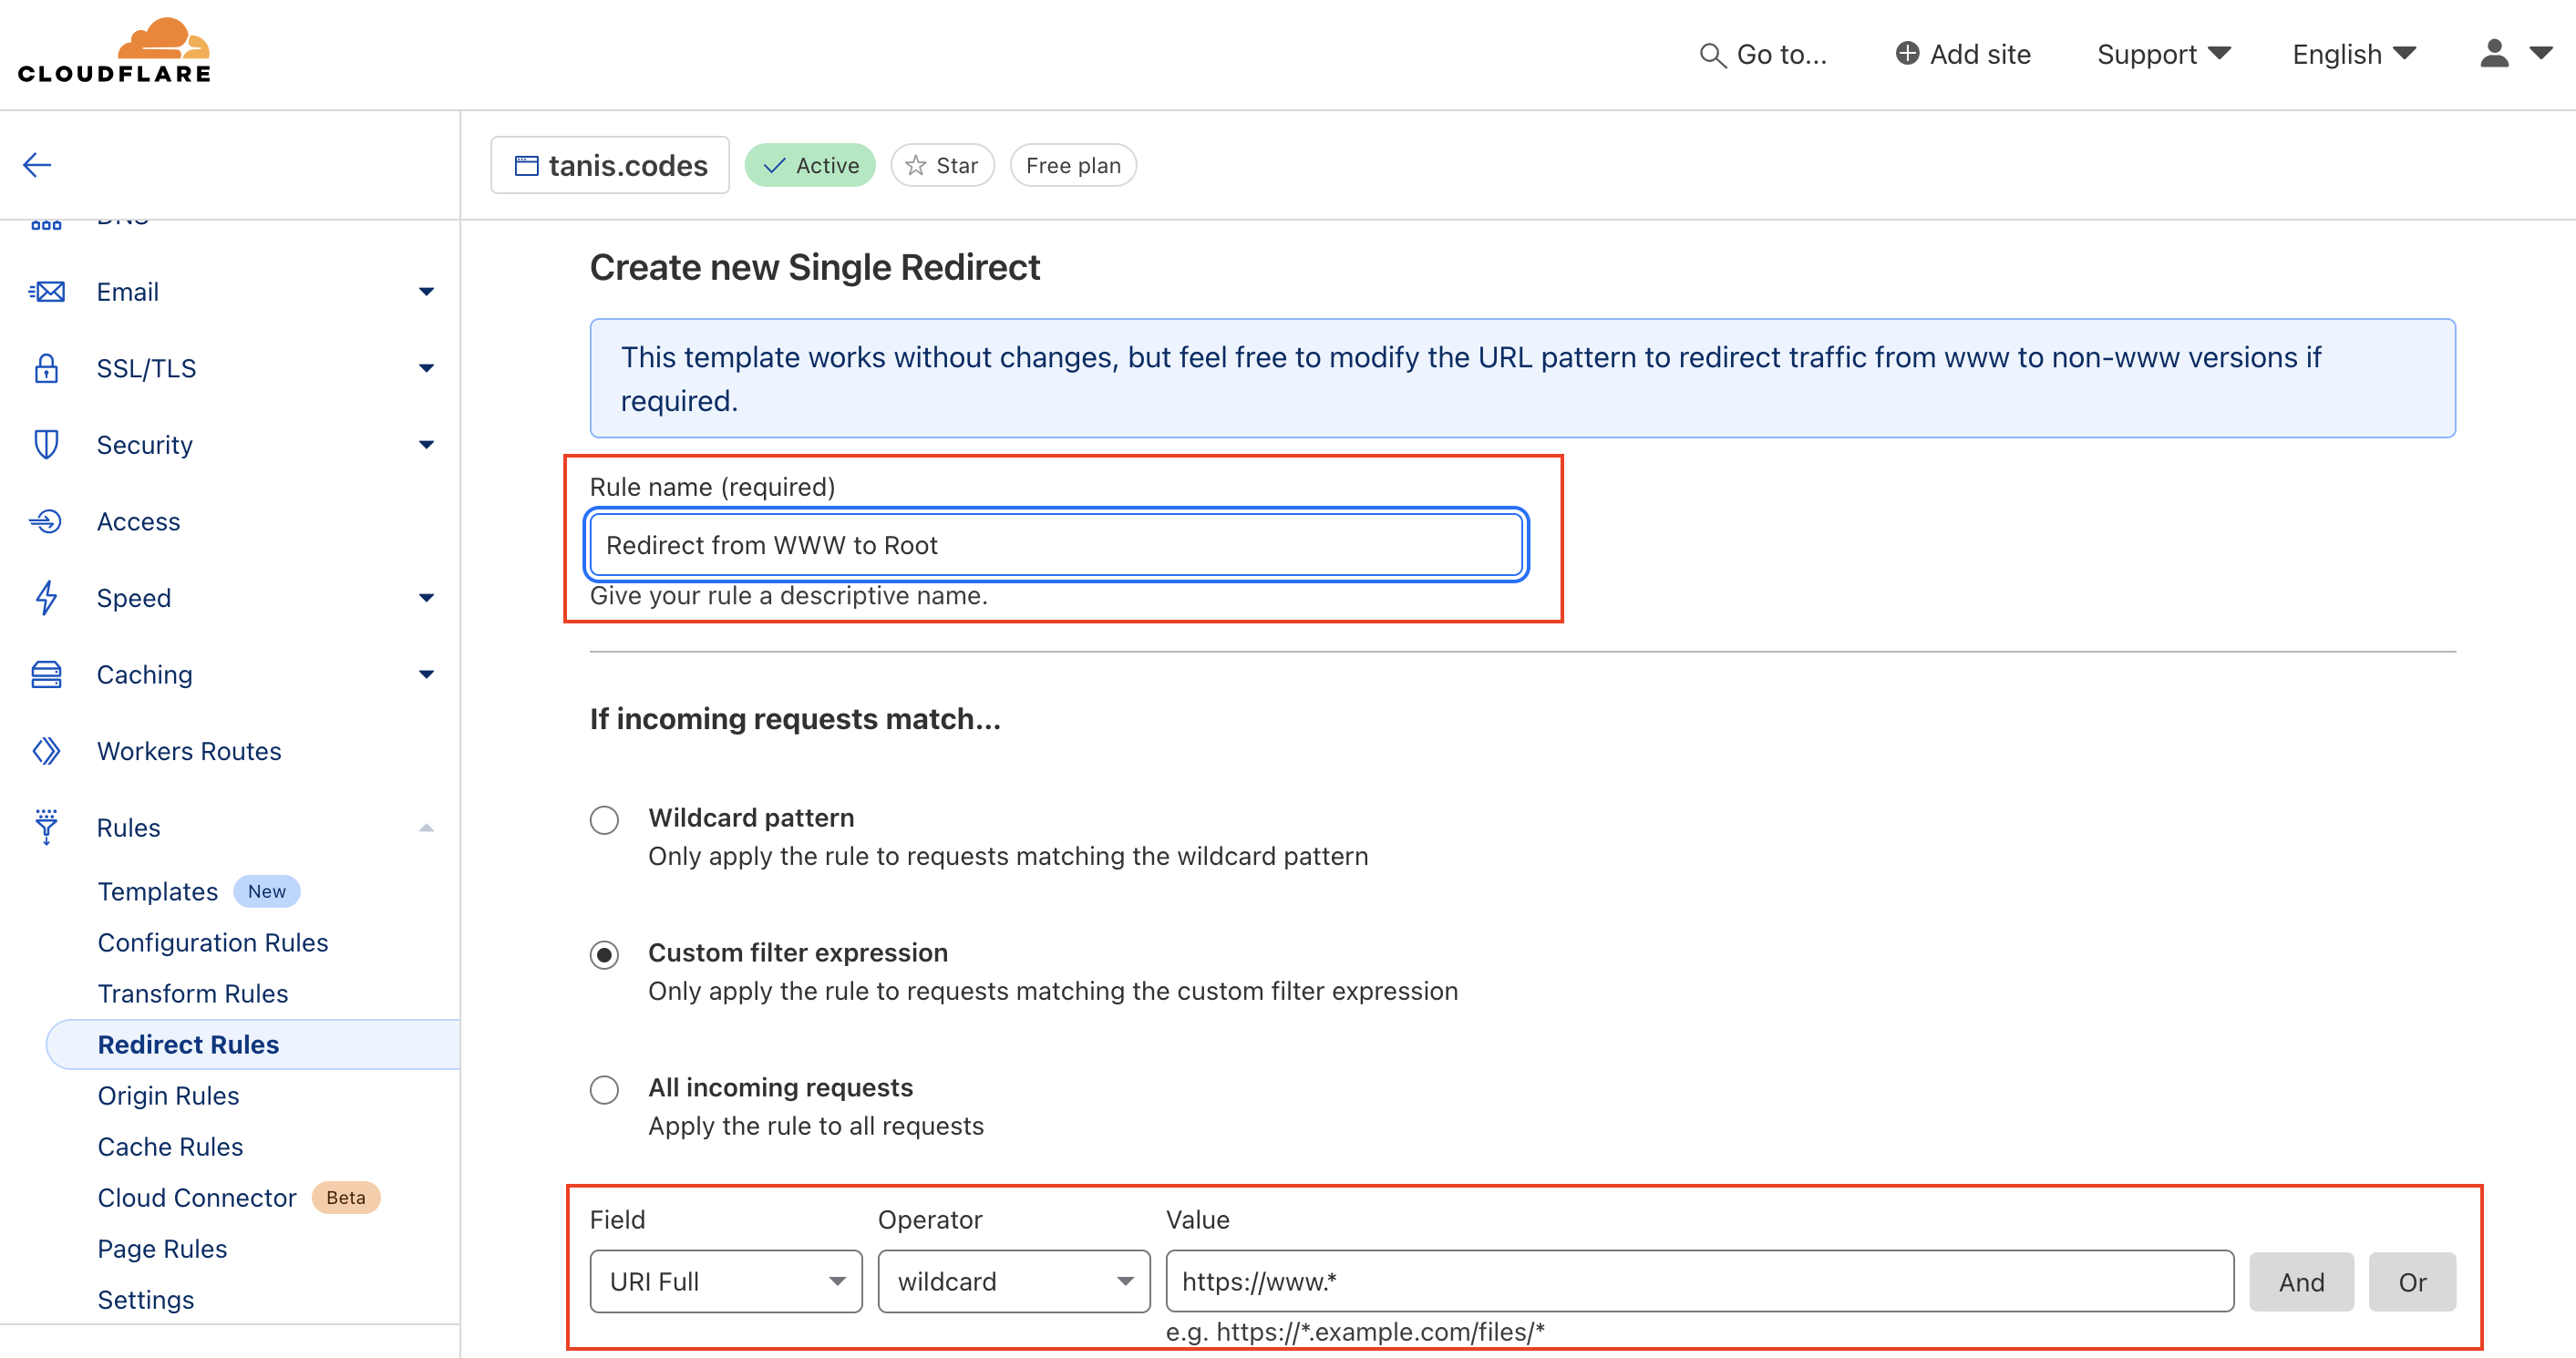 CLOUDFLARE
Go to...
Add site
Support
English
tanis.codes
Active
Star
Free plan
DNS
Email
SSL/TLS
Security
Access
Speed
Caching
Workers Routes
Rules
Templates New
Configuration Rules
Transform Rules
Redirect Rules
Origin Rules
Cache Rules
Cloud Connector Beta
Page Rules
Settings
Create new Single Redirect
This template works without changes, but feel free to modify the URL pattern to redirect traffic from www to non-www versions if
required.
Rule name (required)
Redirect from WWW to Root
Give your rule a descriptive name.
If incoming requests match...
Wildcard pattern
Only apply the rule to requests matching the wildcard pattern
Custom filter expression
Only apply the rule to requests matching the custom filter expression
All incoming requests
Apply the rule to all requests
Field Operator Value
URI Full wildcard https://www.* And Or
e.g. https://*.example.com/files/*